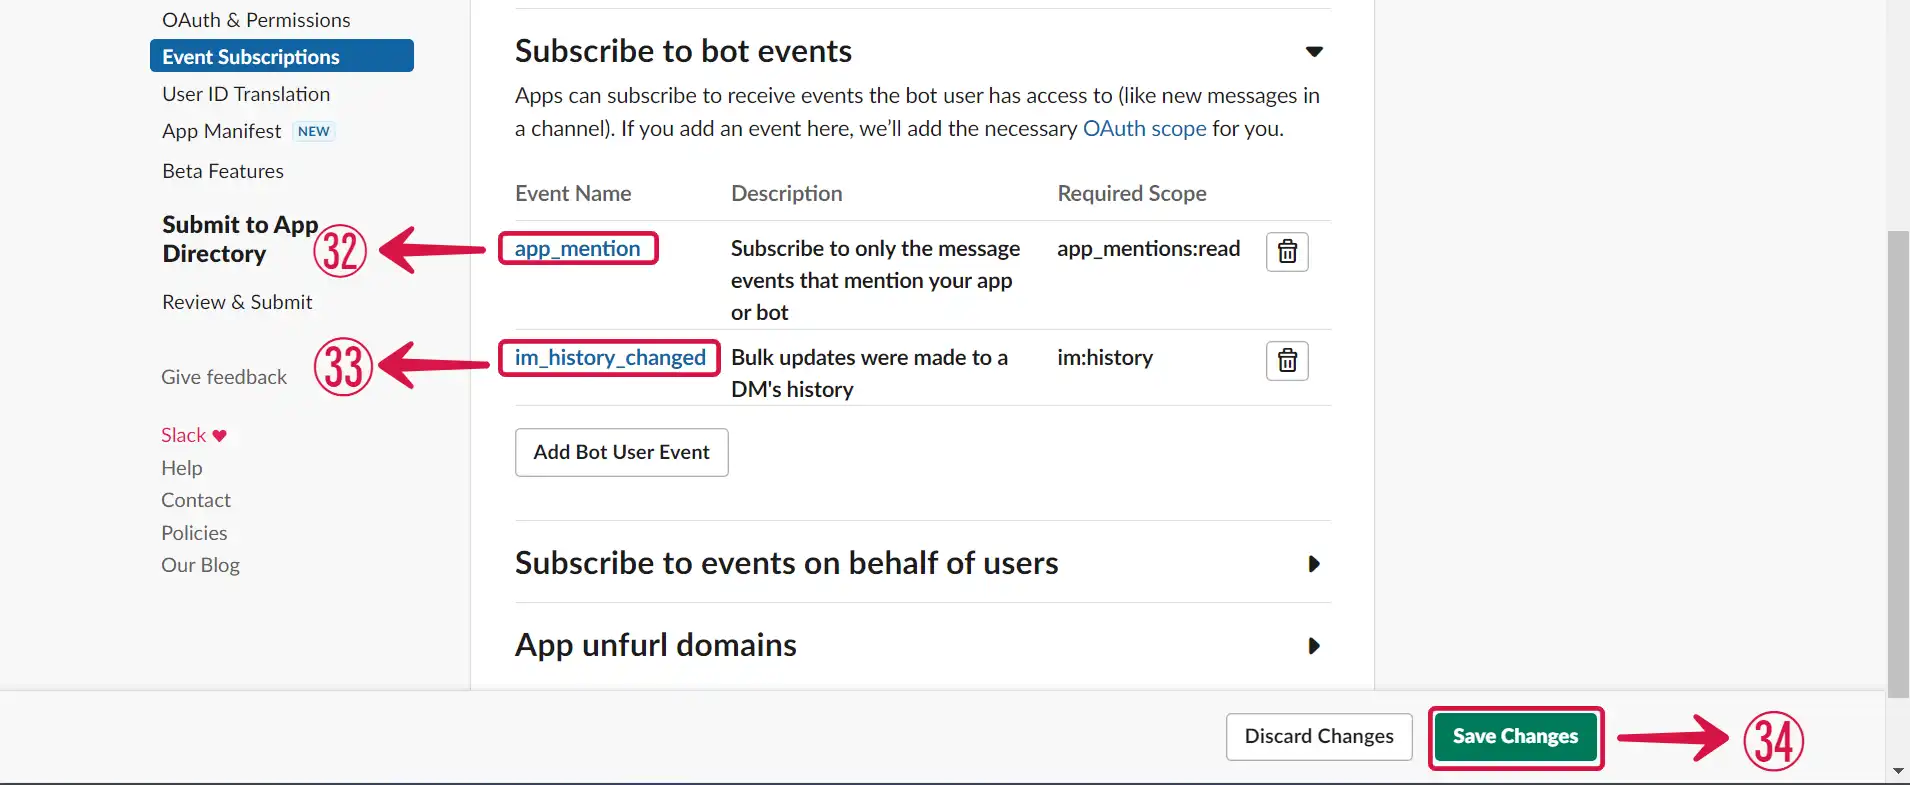 OAuth & Permissions
Event Subscriptions
User ID Translation
App Manifest NEW
Beta Features
Submit to App
Directory
Review & Submit
Give feedback
Slack ♥
Help
Contact
Policies
Our Blog
32
33
Subscribe to bot events
Apps can subscribe to receive events the bot user has access to (like new messages in
a channel). If you add an event here, we’ll add the necessary OAuth scope for you.
Event Name Description Required Scope
app_mention Subscribe to only the message app_mentions:read
events that mention your app
or bot
im_history_changed Bulk updates were made to a im:history
DM's history
Add Bot User Event
Subscribe to events on behalf of users
App unfurl domains
Discard Changes Save Changes 34